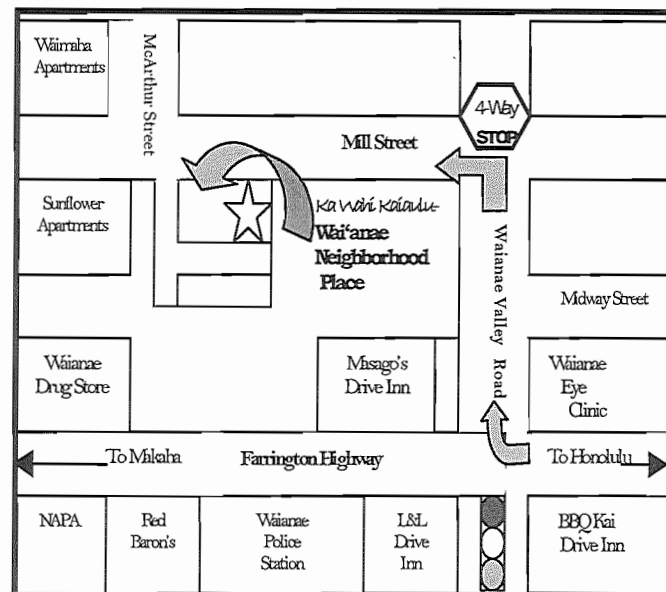 Waimaha
Apartments
McArthur Street
4-Way
STOP
Mill Street
Sunflower
Apartments
Ka Wahi Kaiaulu
Wai'anae
Neighborhood
Place
Waianae Valley Road
Midway Street
Waianae
Drug Store
Masago's
Drive Inn
Waianae
Eye
Clinic
To Makaha
Farrington Highway
To Honolulu
NAPA
Red
Baron's
Waianae
Police
Station
L&L
Drive
Inn
BBQ Kai
Drive Inn